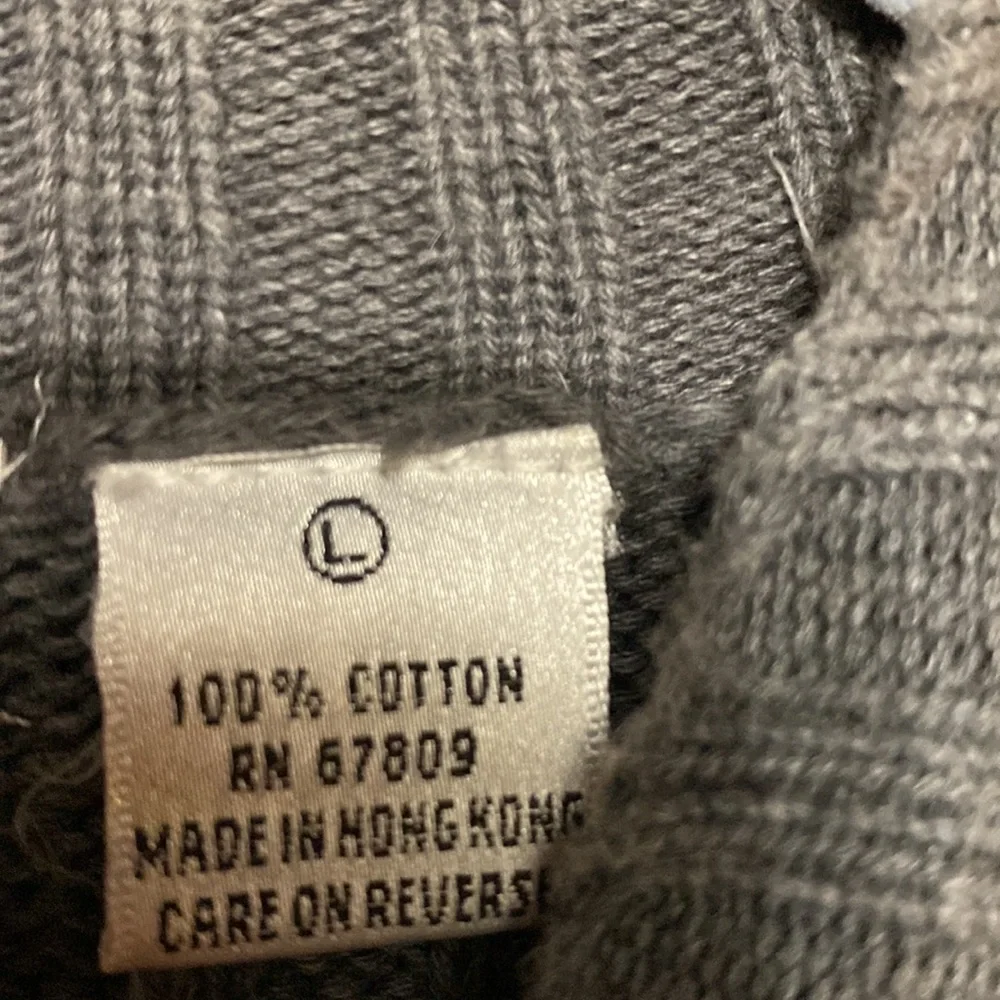 L
100% COTTON
RN 67809
MADE IN HONG KONG
CARE ON REVERSE